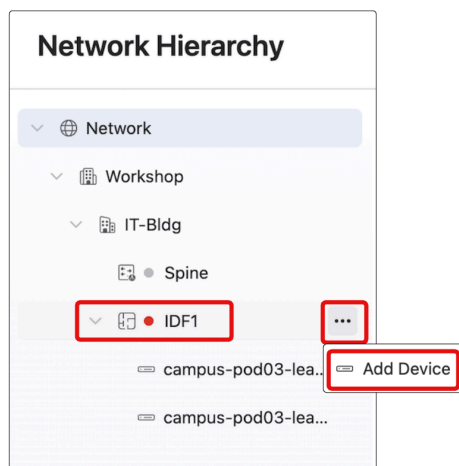 Network Hierarchy
Network
Workshop
IT-Bldg
Spine
IDF1
campus-pod03-lea..
Add Device
campus-pod03-lea...